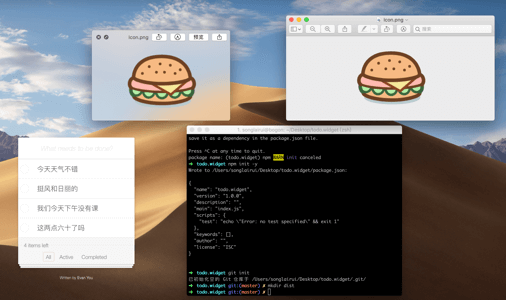 icon.png
预览
icon.png
搜索
What needs to be done?
今天天气不错
挺风和日丽的
我们今天下午没有课
这两点六十了吗
4 items left
All Active Completed
Written by Evan You
save it as a dependency in the package.json file.
Press ^C at any time to quit.
package name: (todo.widget) npm init canceled
➜ todo.widget npm init -y
Wrote to /Users/songlairui/Desktop/todo.widget/package.json:
{
"name": "todo.widget",
"version": "1.0.0",
"description": "",
"main": "index.js",
"scripts": {
"test": "echo \"Error: no test specified\" && exit 1"
},
"keywords": [],
"author": "",
"license": "ISC"
}
➜ todo.widget git init
已初始化空的 Git 仓库于 /Users/songlairui/Desktop/todo.widget/.git/
➜ todo.widget git:(master) ✗ mkdir dist
➜ todo.widget git:(master) ✗